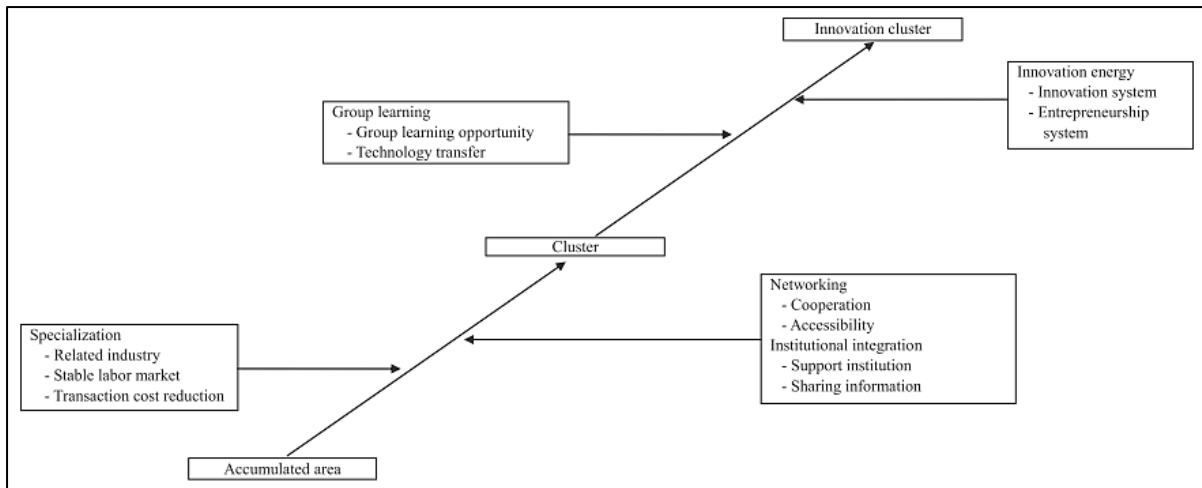 Innovation cluster
Innovation energy
- Innovation system
- Entrepreneurship
system
Group learning
- Group learning opportunity
- Technology transfer
Cluster
Networking
- Cooperation
- Accessibility
Institutional integration
- Support institution
- Sharing information
Specialization
- Related industry
- Stable labor market
- Transaction cost reduction
Accumulated area